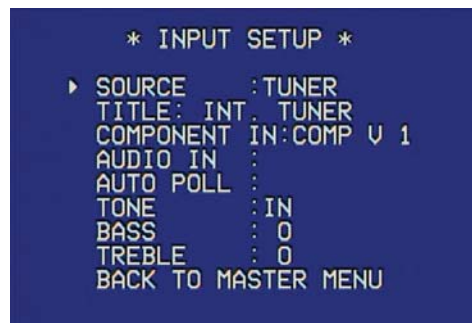 * INPUT SETUP *
SOURCE :TUNER
TITLE: INT. TUNER
COMPONENT IN:COMP V 1
AUDIO IN :
AUTO POLL :
TONE :IN
BASS : 0
TREBLE : 0
BACK TO MASTER MENU